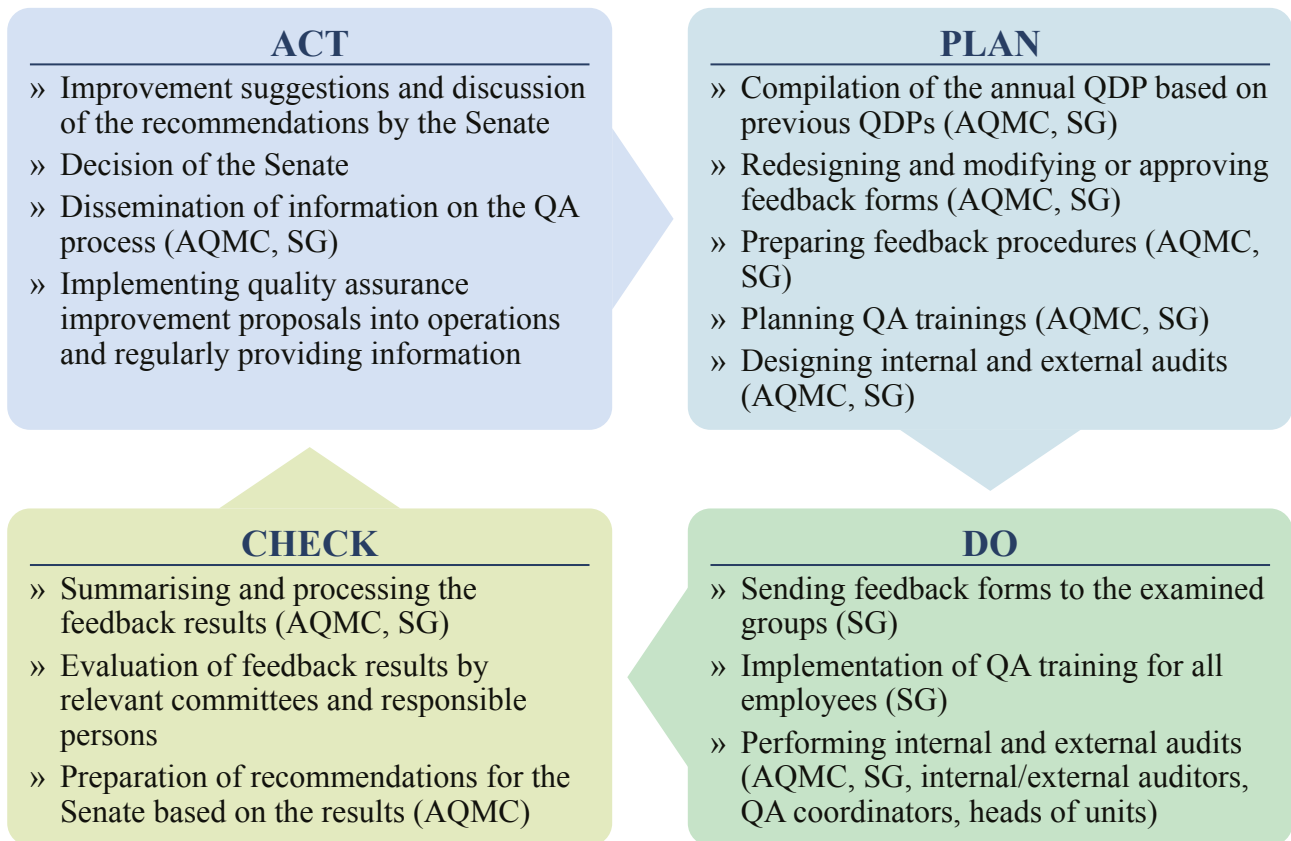 ACT
» Improvement suggestions and discussion
of the recommendations by the Senate
» Decision of the Senate
» Dissemination of information on the QA
process (AQMC, SG)
» Implementing quality assurance
improvement proposals into operations
and regularly providing information
PLAN
» Compilation of the annual QDP based on
previous QDPs (AQMC, SG)
» Redesigning and modifying or approving
feedback forms (AQMC, SG)
» Preparing feedback procedures (AQMC,
SG)
» Planning QA trainings (AQMC, SG)
» Designing internal and external audits
(AQMC, SG)
CHECK
» Summarising and processing the
feedback results (AQMC, SG)
» Evaluation of feedback results by
relevant committees and responsible
persons
» Preparation of recommendations for the
Senate based on the results (AQMC)
DO
» Sending feedback forms to the examined
groups (SG)
» Implementation of QA training for all
employees (SG)
» Performing internal and external audits
(AQMC, SG, internal/external auditors,
QA coordinators, heads of units)